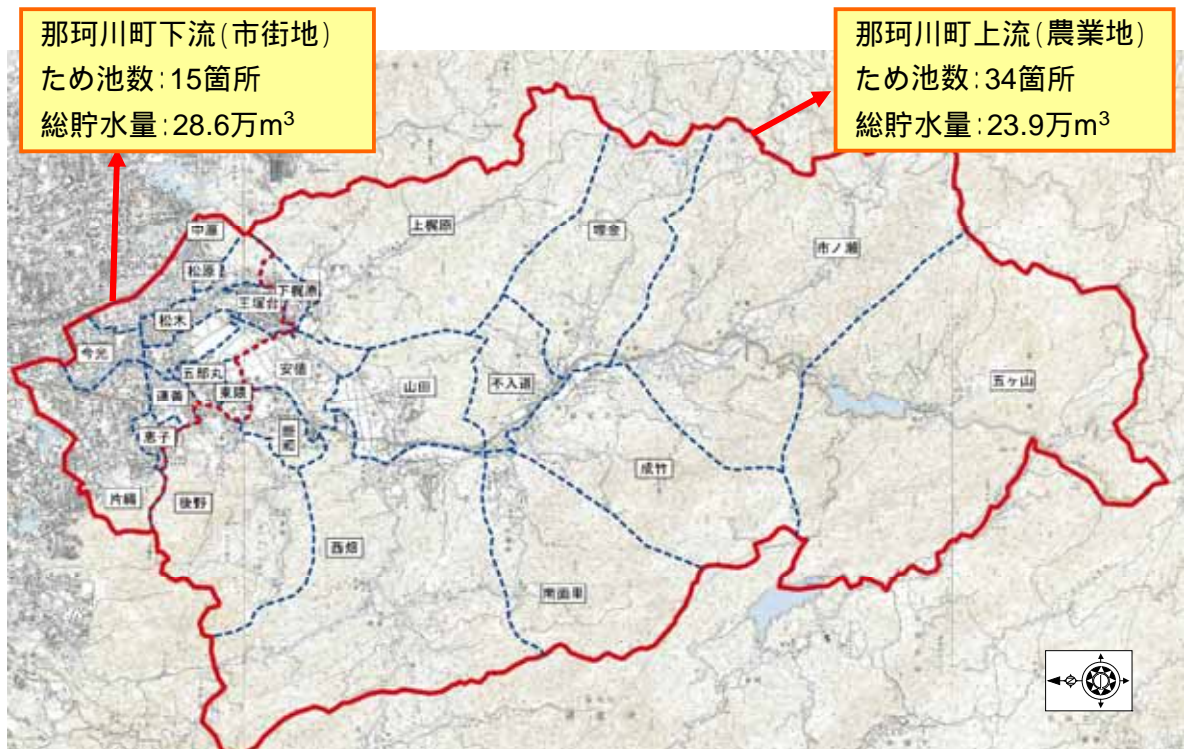 那珂川町下流(市街地)
ため池数:15箇所
総貯水量:28.6万m³
那珂川町上流(農業地)
ため池数:34箇所
総貯水量:23.9万m³
中原
上梶原
埋金
市ノ瀬
松原
下梶原
王塚台
松木
今光
五郎丸
安徳
山田
不入道
五ヶ山
道善
東隈
恵子
成竹
片縄
後野
西畑
南面里